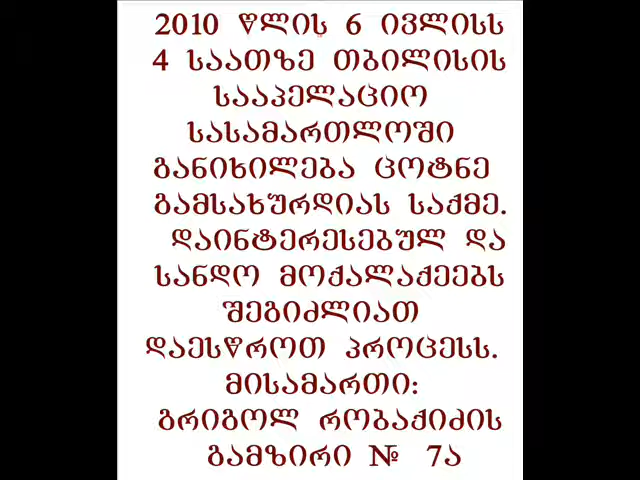 2010 წლის 6 ივლისს
4 საათზე თბილისის
სააპელაციო
სასამართლოში
განიხილება ცოტნე
გამსახურდიას საქმე.
დაინტერესებულ და
სანდო მოქალაქეებს
შეგიძლიათ
დაესწროთ პროცესს.
მისამართი:
გრიგოლ რობაქიძის
გამზირი № 7ა